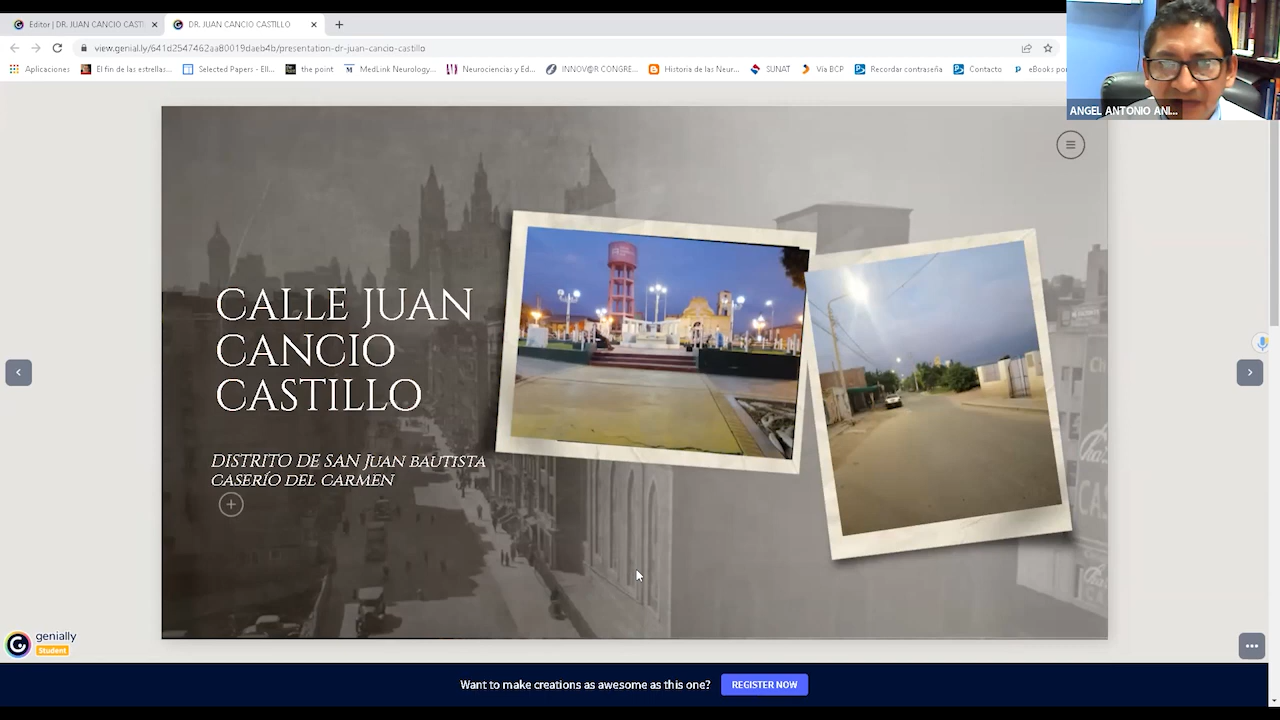 Editor | DR. JUAN CANCIO CASTI
DR. JUAN CANCIO CASTILLO
view.genial.ly/641d2547462aa80019daeb4b/presentation-dr-juan-cancio-castillo
Aplicaciones
El fin de las estrellas...
Selected Papers - Ell...
the point
MedLink Neurology,...
Neurociencias y Ed...
INNOV@R CONGRE...
Historia de las Neur...
SUNAT
Vía BCP
Recordar contraseña
Contacto
eBooks po
ANGEL ANTONIO ANI...
CALLE JUAN
CANCIO
CASTILLO
DISTRITO DE SAN JUAN BAUTISTA
CASERÍO DEL CARMEN
genially
Student
Want to make creations as awesome as this one?
REGISTER NOW